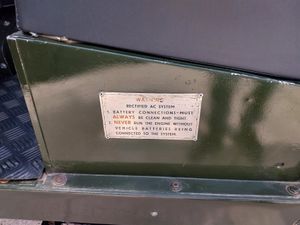 WARNING
RECTIFIED AC SYSTEM
1. BATTERY CONNECTIONS MUST
ALWAYS BE CLEAN AND TIGHT.
2. NEVER RUN THE ENGINE WITHOUT
VEHICLE BATTERIES BEING
CONNECTED TO THE SYSTEM.